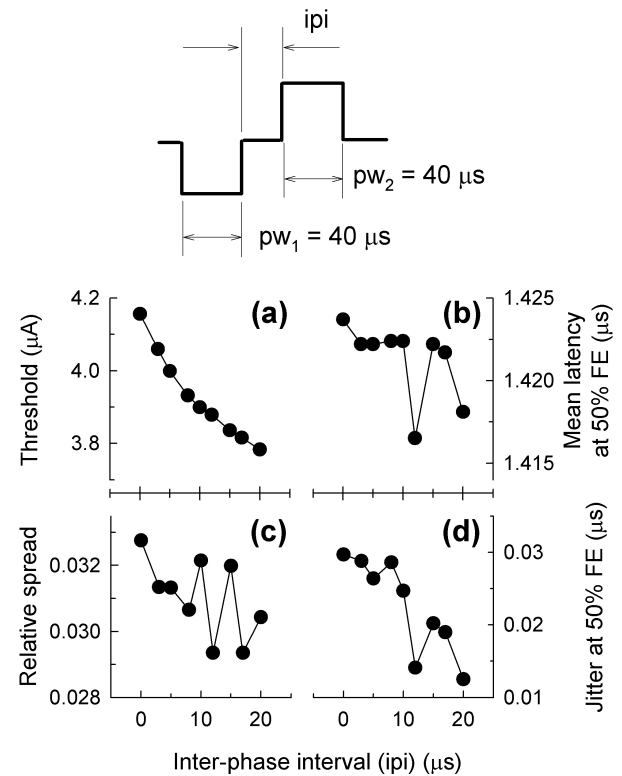 ipi
pw2 = 40 μs
pw1 = 40 μs
4.2
4.0
3.8
Threshold (μA)
(a)
(b)
1.425
1.420
1.415
Mean latency
at 50% FE (μs)
0.032
0.030
0.028
Relative spread
(c)
(d)
0.03
0.02
0.01
Jitter at 50% FE (μs)
0 10 20
0 10 20
Inter-phase interval (ipi) (μs)